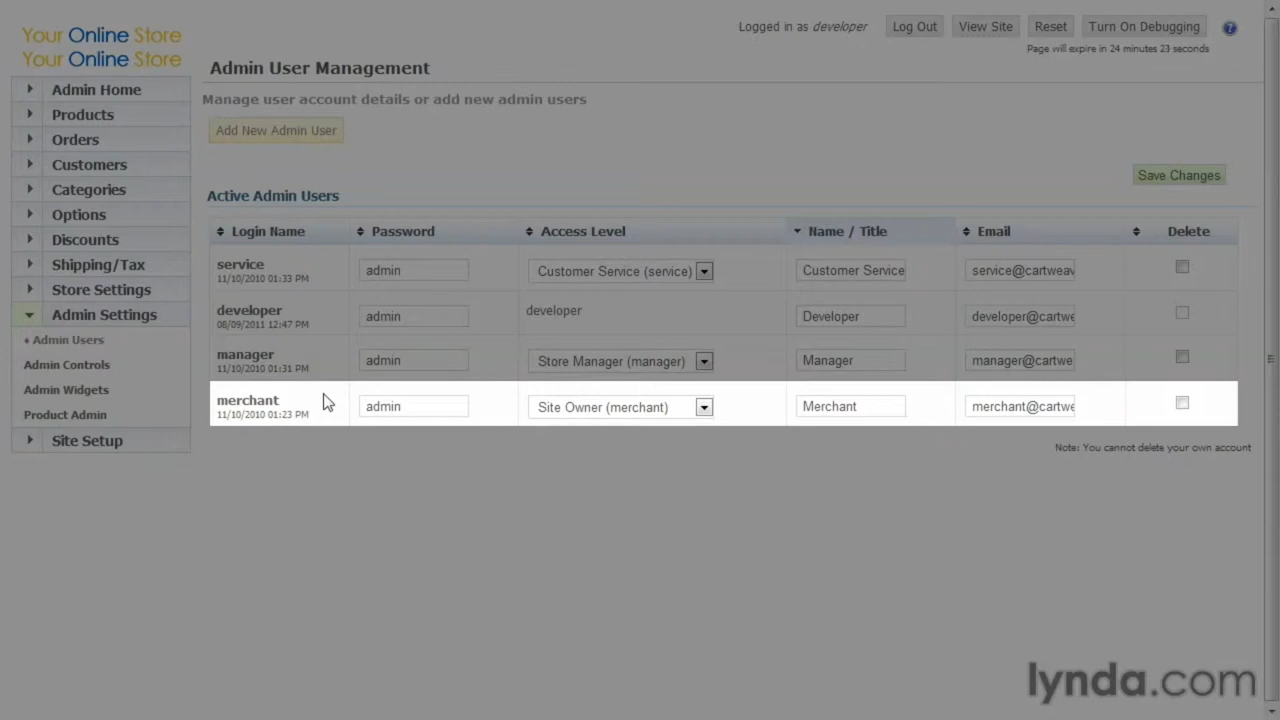 Your Online Store
Your Online Store
Logged in as developer Log Out View Site Reset Turn On Debugging ?
Page will expire in 24 minutes 23 seconds
Admin User Management
Manage user account details or add new admin users
Add New Admin User
Save Changes
Admin Home
Products
Orders
Customers
Categories
Options
Discounts
Shipping/Tax
Store Settings
Admin Settings
Admin Users
Admin Controls
Admin Widgets
Product Admin
Site Setup
Active Admin Users
Login Name Password Access Level Name / Title Email Delete
service admin Customer Service (service) Customer Service service@cartweav
11/10/2010 01:33 PM
developer admin developer Developer developer@cartwe
08/09/2011 12:47 PM
manager admin Store Manager (manager) Manager manager@cartwe
11/10/2010 01:31 PM
merchant admin Site Owner (merchant) Merchant merchant@cartwe
11/10/2010 01:23 PM
Note: You cannot delete your own account
lynda.com